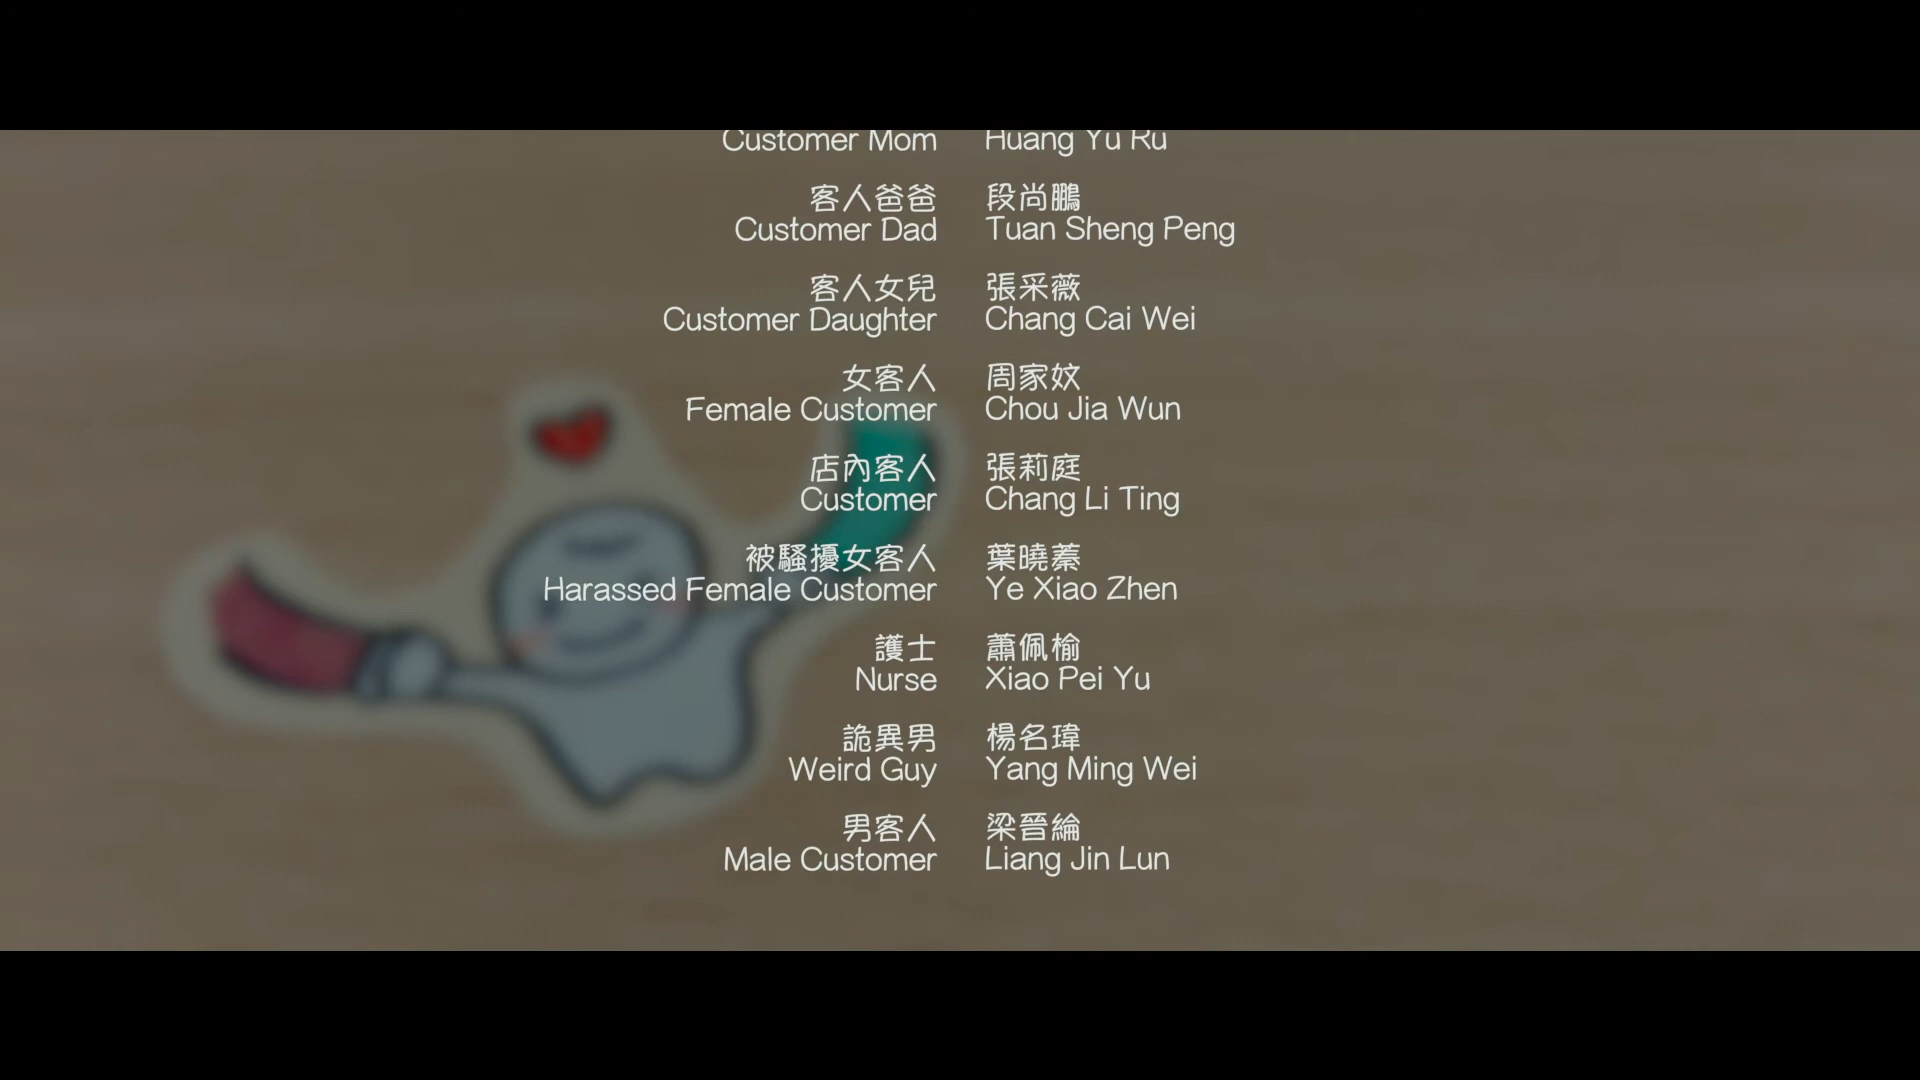 Customer Mom Huang Yu Ru
客人爸爸 段尚鵬
Customer Dad Tuan Sheng Peng
客人女兒 張采薇
Customer Daughter Chang Cai Wei
女客人 周家妏
Female Customer Chou Jia Wun
店內客人 張莉庭
Customer Chang Li Ting
被騷擾女客人 葉曉蓁
Harassed Female Customer Ye Xiao Zhen
護士 蕭佩榆
Nurse Xiao Pei Yu
詭異男 楊名瑋
Weird Guy Yang Ming Wei
男客人 梁晉綸
Male Customer Liang Jin Lun